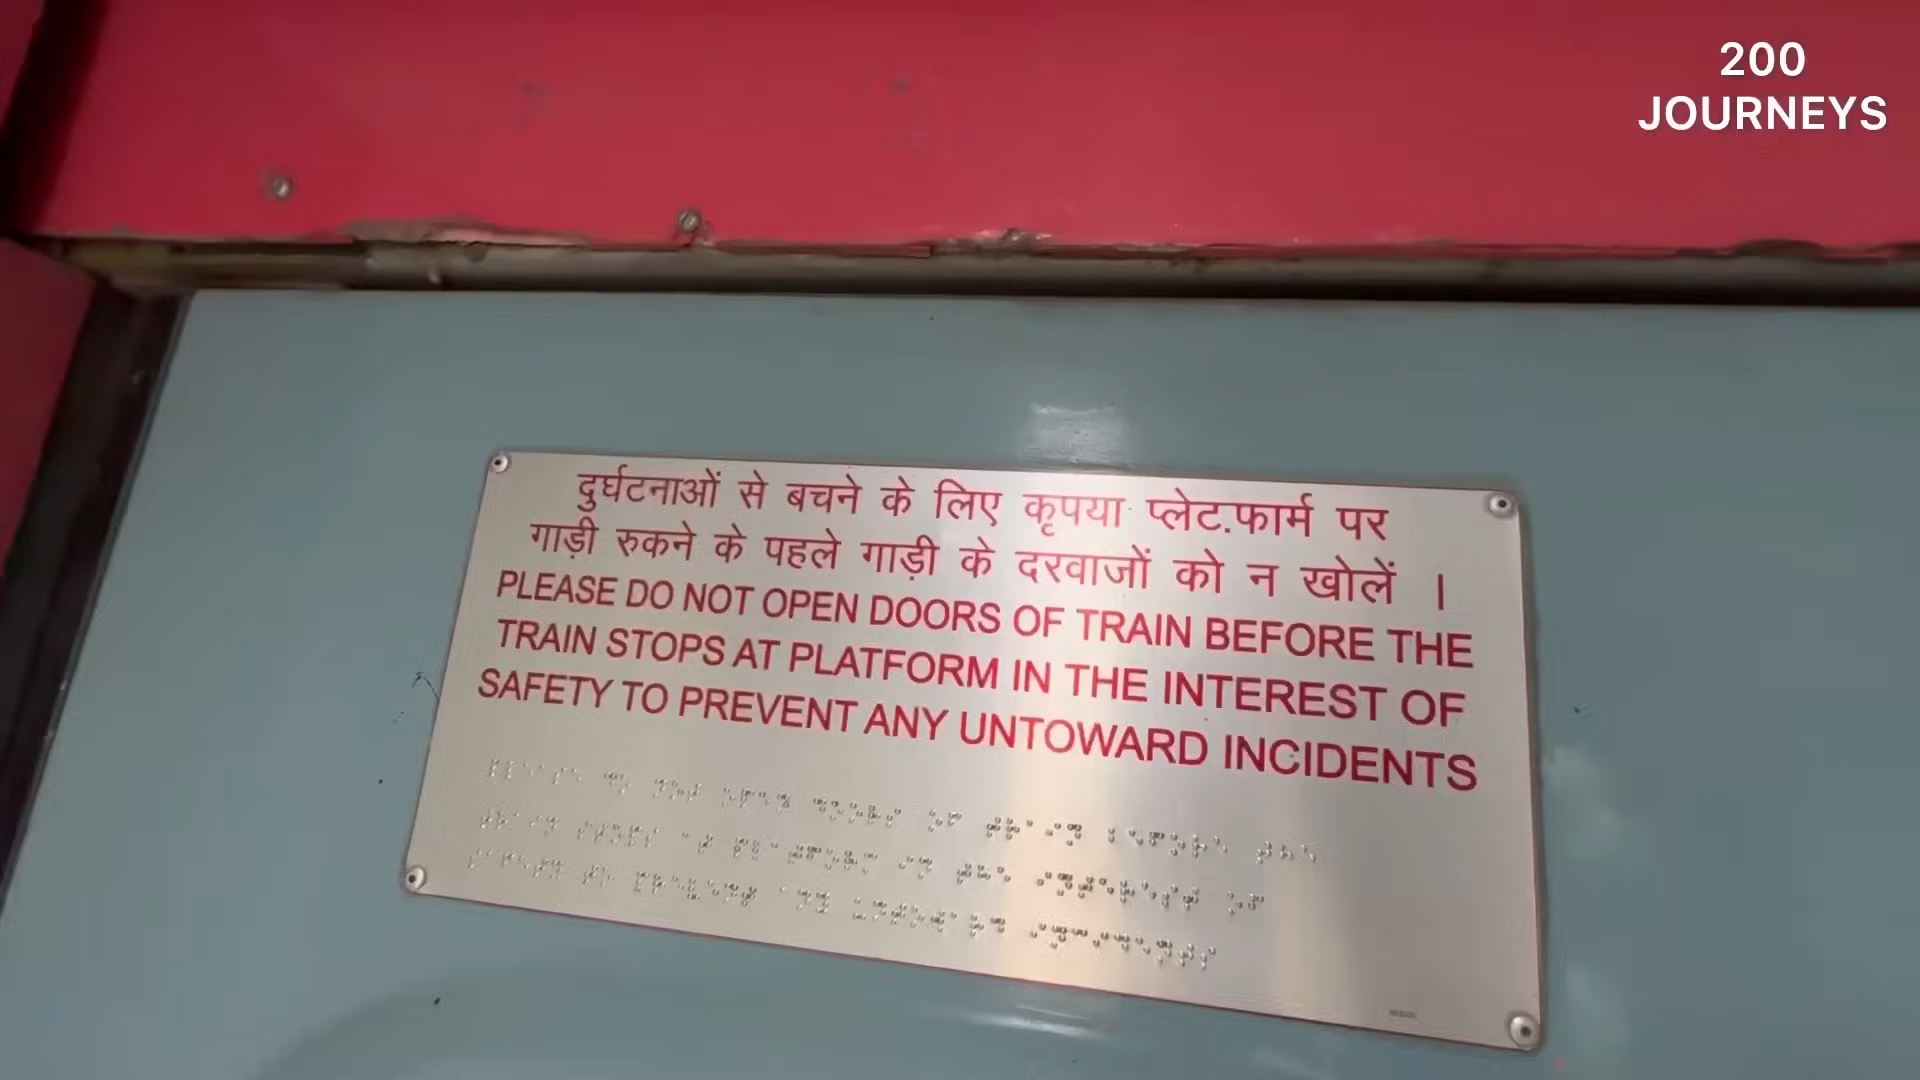 200
JOURNEYS
दुर्घटनाओं से बचने के लिए कृपया प्लेट.फार्म पर
गाड़ी रुकने के पहले गाड़ी के दरवाजों को न खोलें ।
PLEASE DO NOT OPEN DOORS OF TRAIN BEFORE THE
TRAIN STOPS AT PLATFORM IN THE INTEREST OF
SAFETY TO PREVENT ANY UNTOWARD INCIDENTS